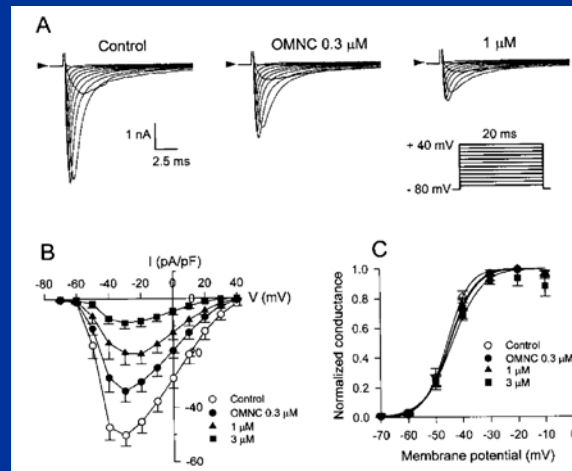 A
Control
OMNC 0.3 μM
1 μM
1 nA
2.5 ms
20 ms
+ 40 mV
- 80 mV
B
I (pA/pF)
-80 -60 -40 -20 0 20 40
V (mV)
-20
-40
-60
Control
OMNC 0.3 μM
1 μM
3 μM
C
Normalized conductance
1.0
0.8
0.6
0.4
0.2
0.0
Control
OMNC 0.3 μM
1 μM
3 μM
-70 -60 -50 -40 -30 -20 -10 0
Membrane potential (mV)